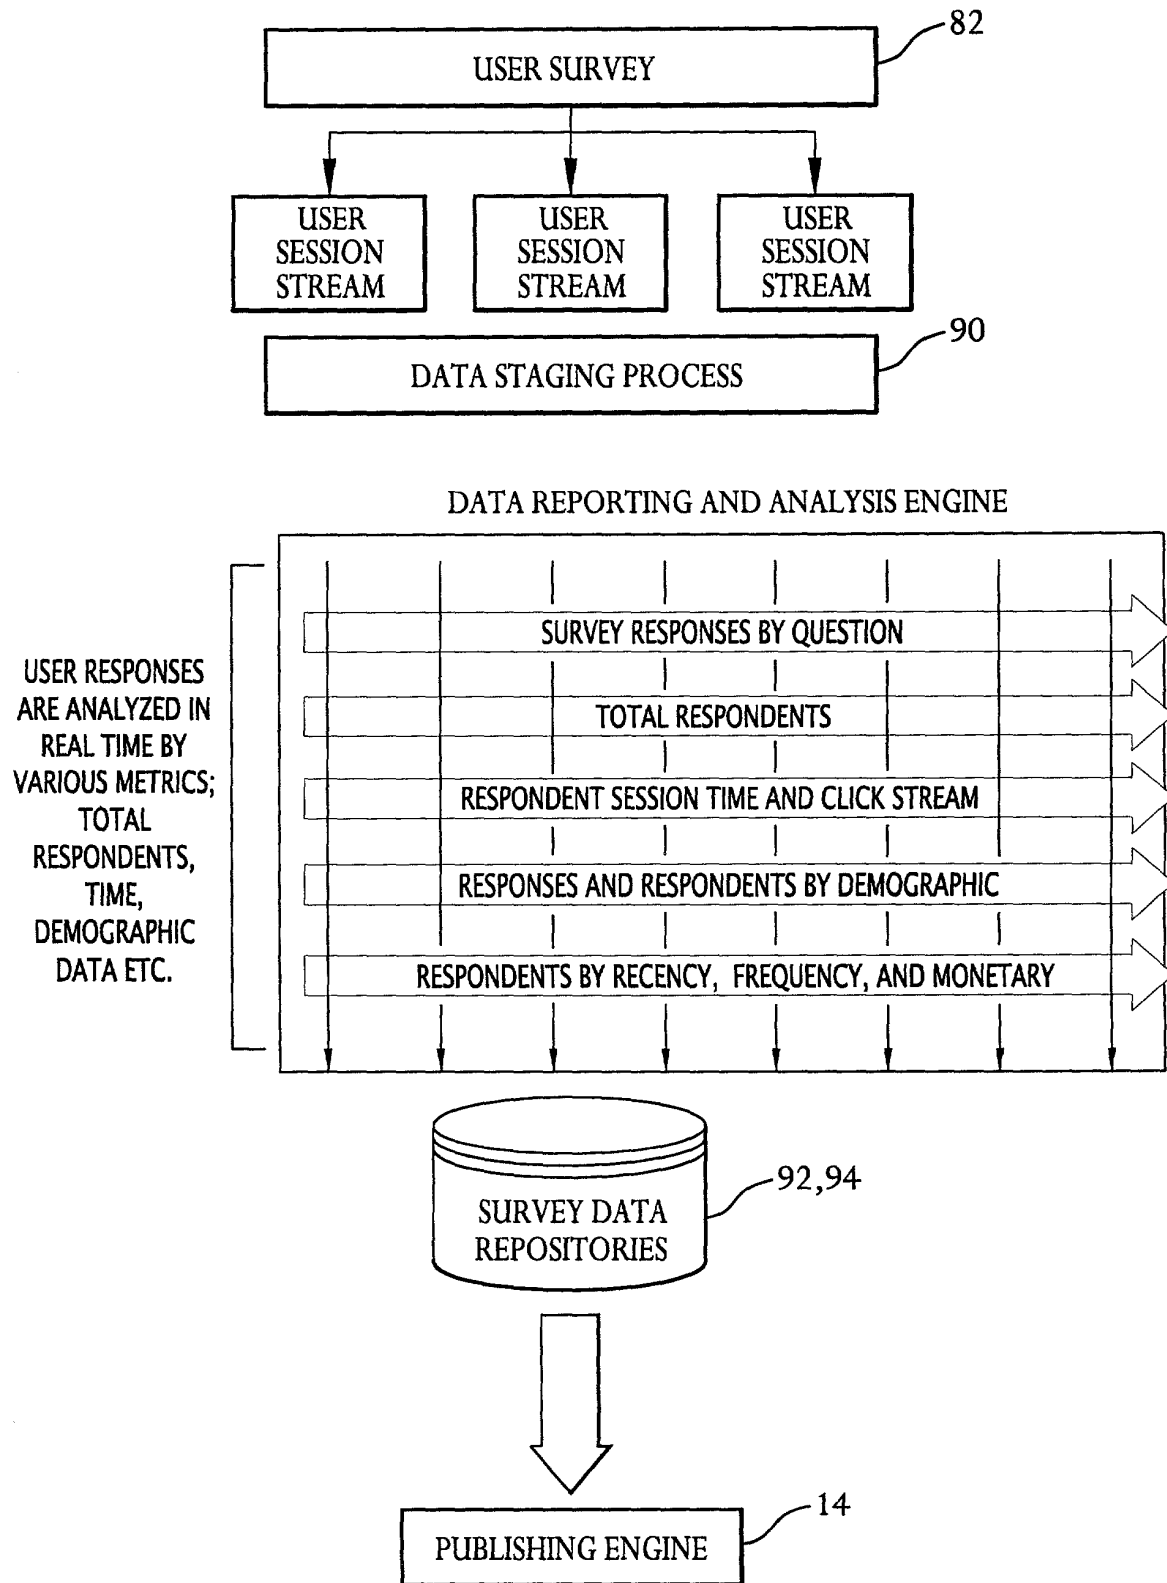 82
USER SURVEY
USER
SESSION
STREAM
USER
SESSION
STREAM
USER
SESSION
STREAM
90
DATA STAGING PROCESS
DATA REPORTING AND ANALYSIS ENGINE
USER RESPONSES
ARE ANALYZED IN
REAL TIME BY
VARIOUS METRICS;
TOTAL
RESPONDENTS,
TIME,
DEMOGRAPHIC
DATA ETC.
SURVEY RESPONSES BY QUESTION
TOTAL RESPONDENTS
RESPONDENT SESSION TIME AND CLICK STREAM
RESPONSES AND RESPONDENTS BY DEMOGRAPHIC
RESPONDENTS BY RECENCY, FREQUENCY, AND MONETARY
92,94
SURVEY DATA
REPOSITORIES
14
PUBLISHING ENGINE